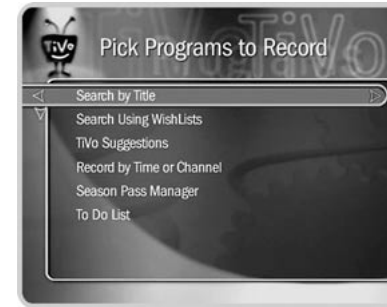 TiVo
Pick Programs to Record
TiVoTiVo
Search by Title
Search Using WishLists
TiVo Suggestions
Record by Time or Channel
Season Pass Manager
To Do List